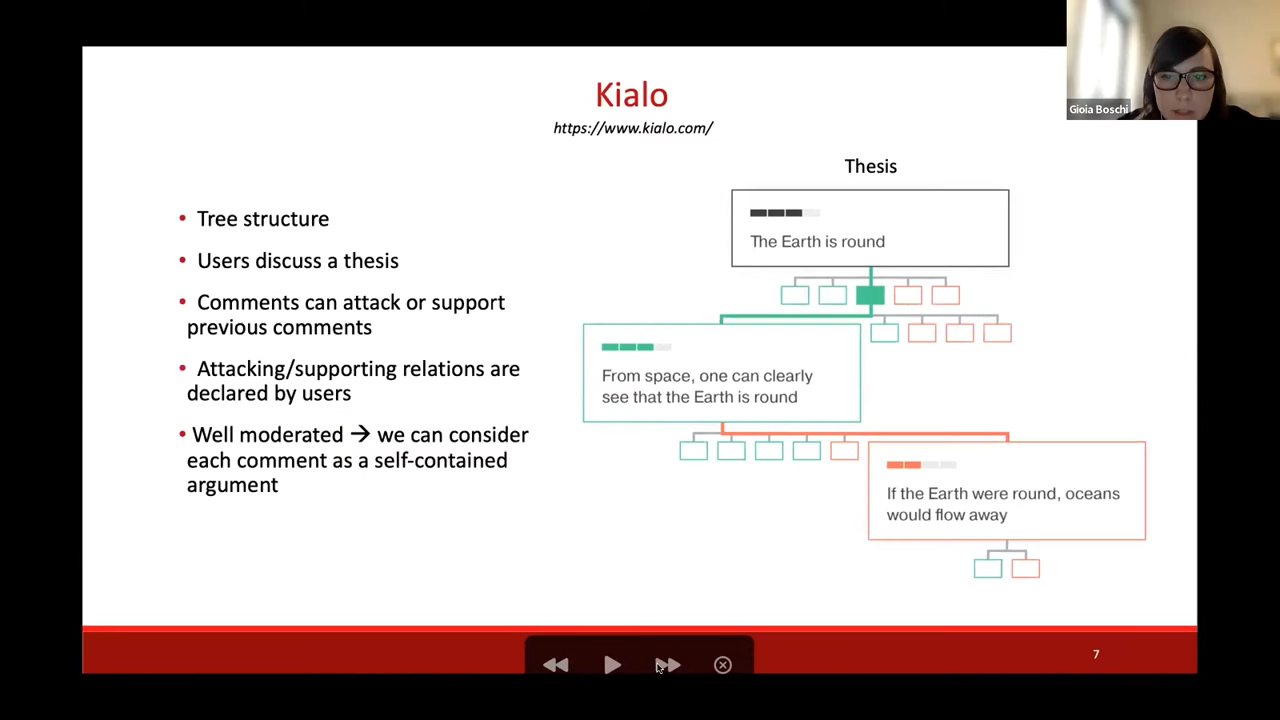 Kialo
https://www.kialo.com/
Gioia Boschi
• Tree structure
• Users discuss a thesis
• Comments can attack or support
previous comments
• Attacking/supporting relations are
declared by users
• Well moderated → we can consider
each comment as a self-contained
argument
Thesis
The Earth is round
From space, one can clearly
see that the Earth is round
If the Earth were round, oceans
would flow away
7